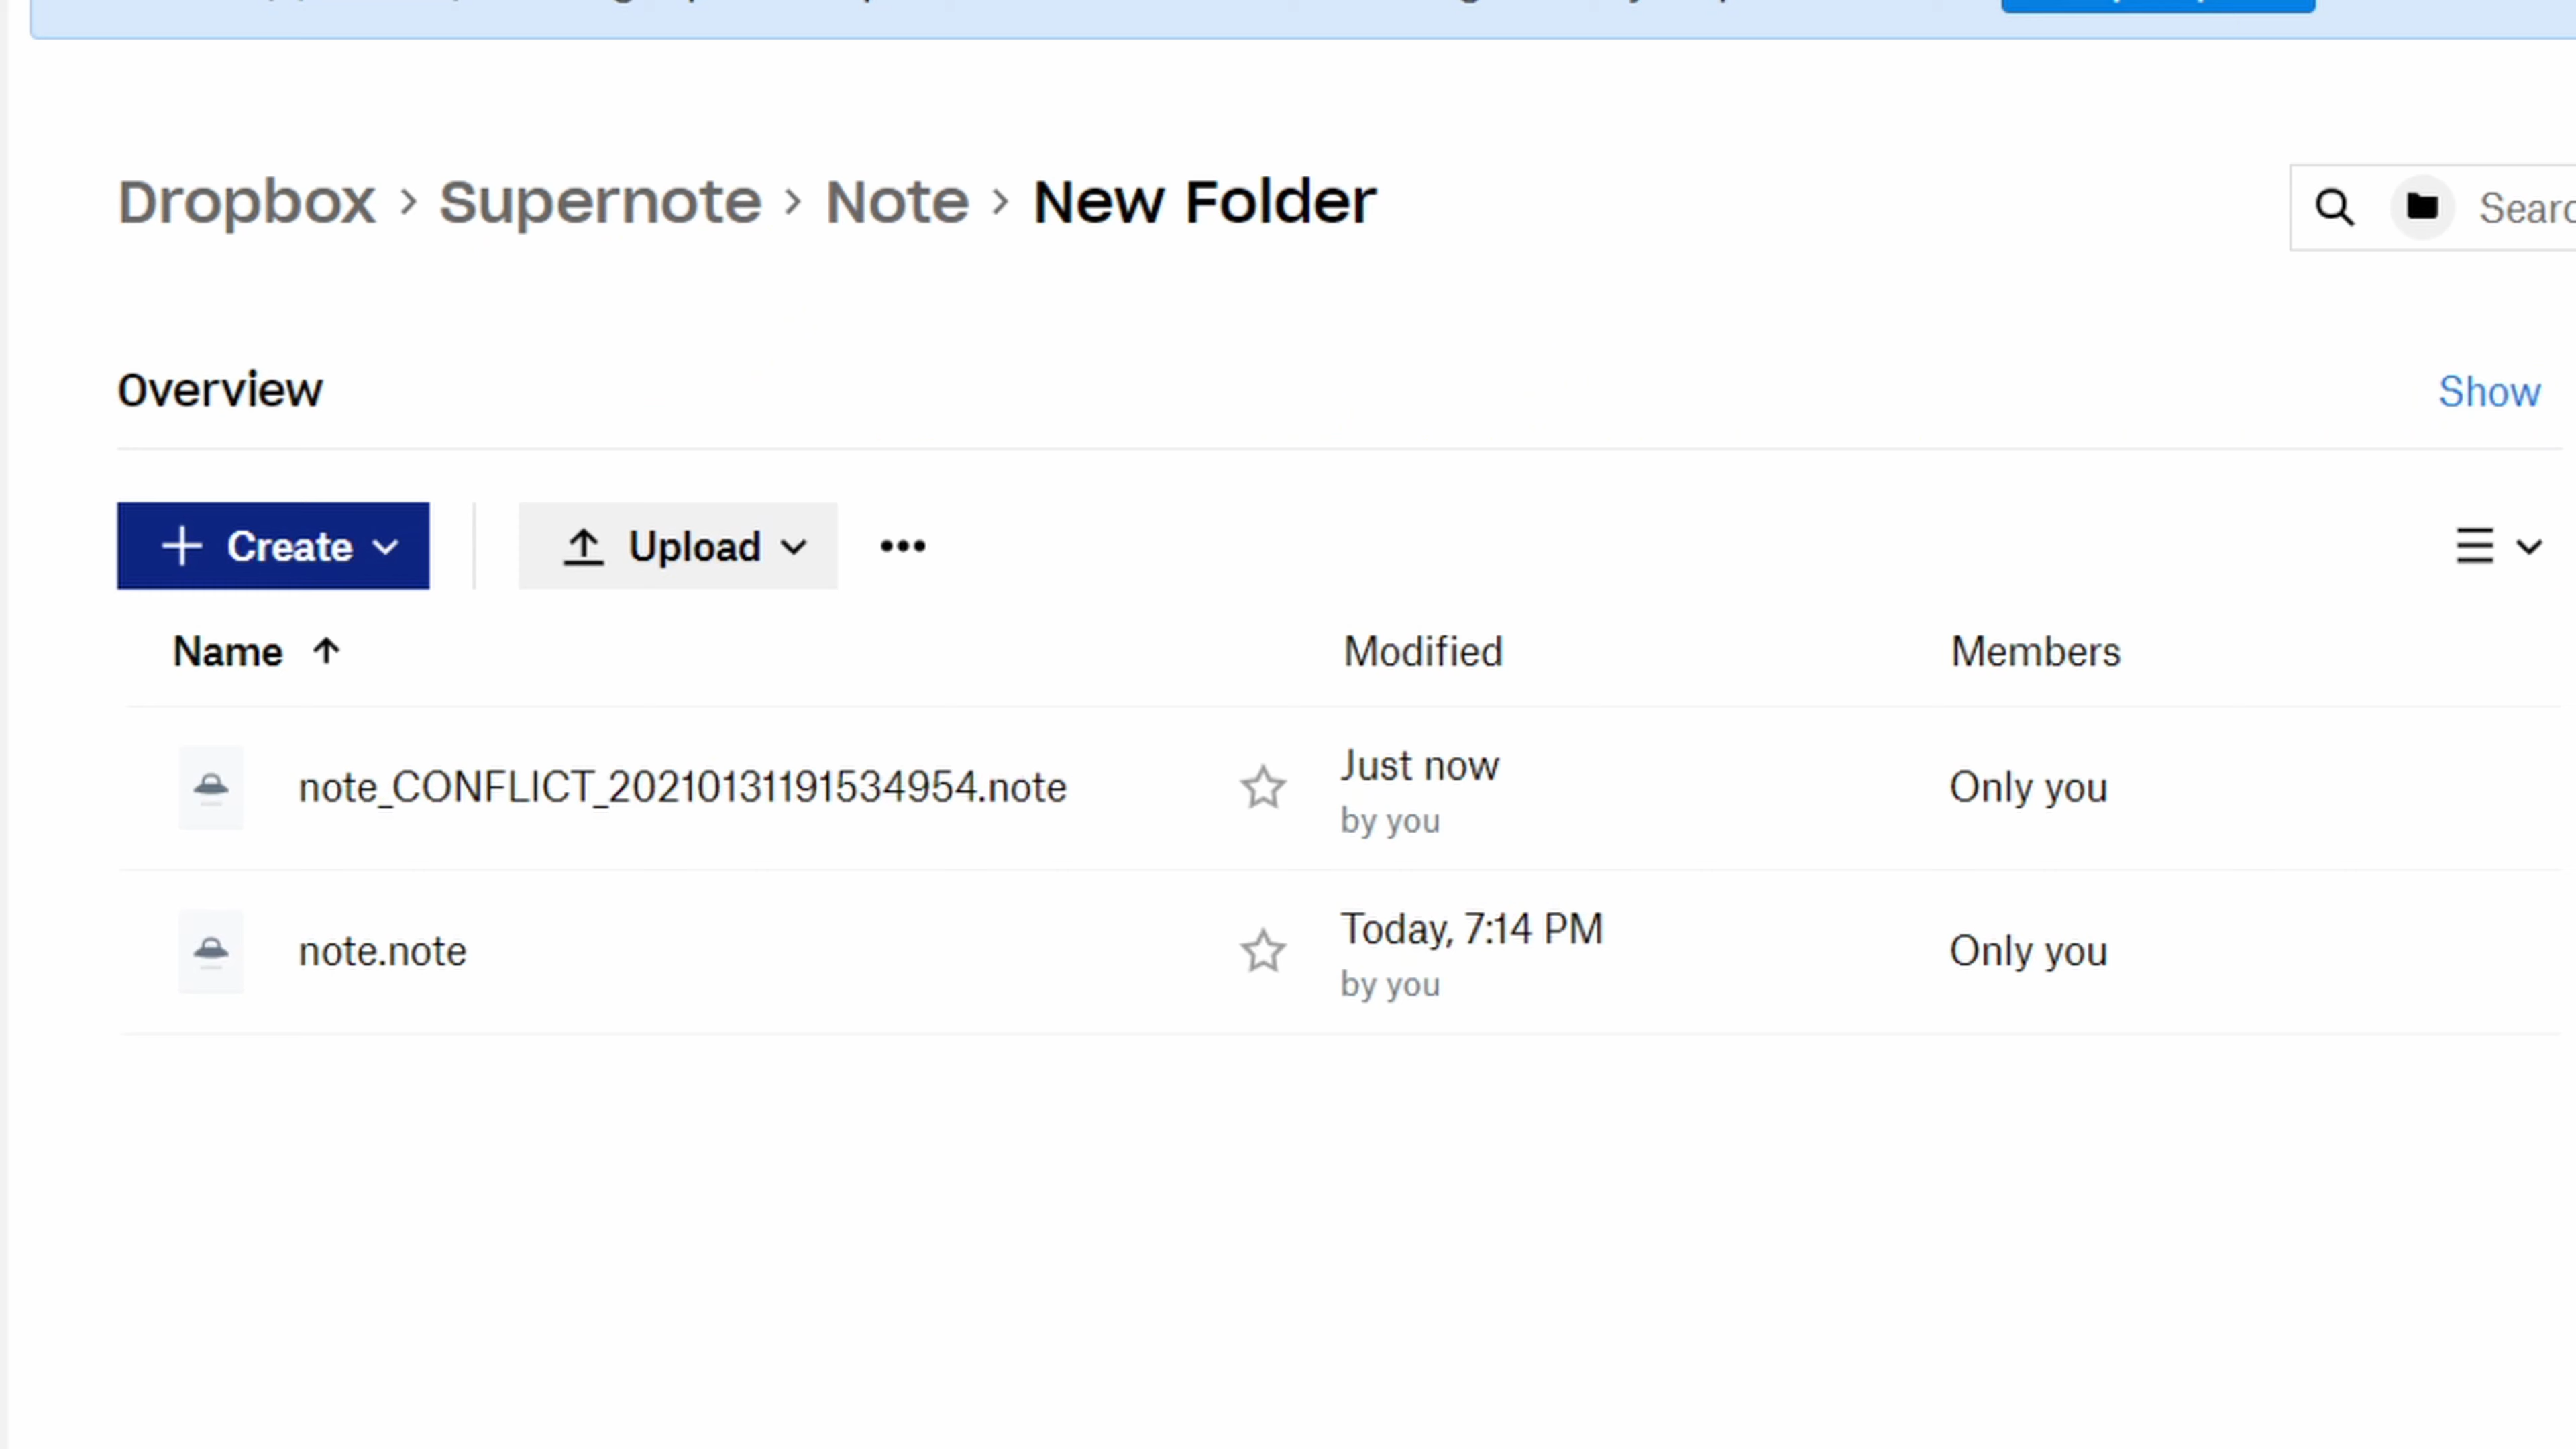 Dropbox > Supernote > Note > New Folder
Overview
Show
Create
Upload
Name
Modified
Members
note_CONFLICT_20210131191534954.note
Just now
by you
Only you
note.note
Today, 7:14 PM
by you
Only you